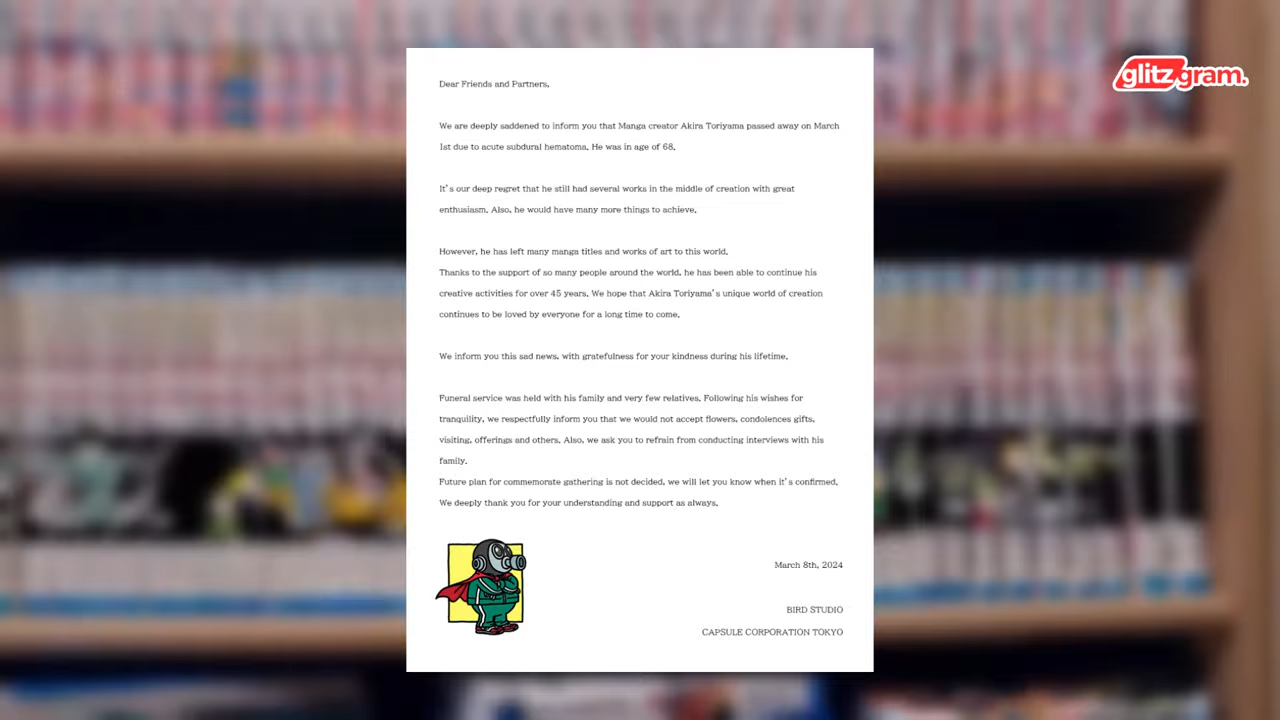 glitz gram.
Dear Friends and Partners,
We are deeply saddened to inform you that Manga creator Akira Toriyama passed away on March
1st due to acute subdural hematoma. He was in age of 68.
It's our deep regret that he still had several works in the middle of creation with great
enthusiasm. Also, he would have many more things to achieve.
However, he has left many manga titles and works of art to this world.
Thanks to the support of so many people around the world, he has been able to continue his
creative activities for over 45 years. We hope that Akira Toriyama's unique world of creation
continues to be loved by everyone for a long time to come.
We inform you this sad news, with gratefulness for your kindness during his lifetime.
Funeral service was held with his family and very few relatives. Following his wishes for
tranquility, we respectfully inform you that we would not accept flowers, condolences gifts,
visiting, offerings and others. Also, we ask you to refrain from conducting interviews with his
family.
Future plan for commemorate gathering is not decided, we will let you know when it's confirmed.
We deeply thank you for your understanding and support as always.
March 8th, 2024
BIRD STUDIO
CAPSULE CORPORATION TOKYO